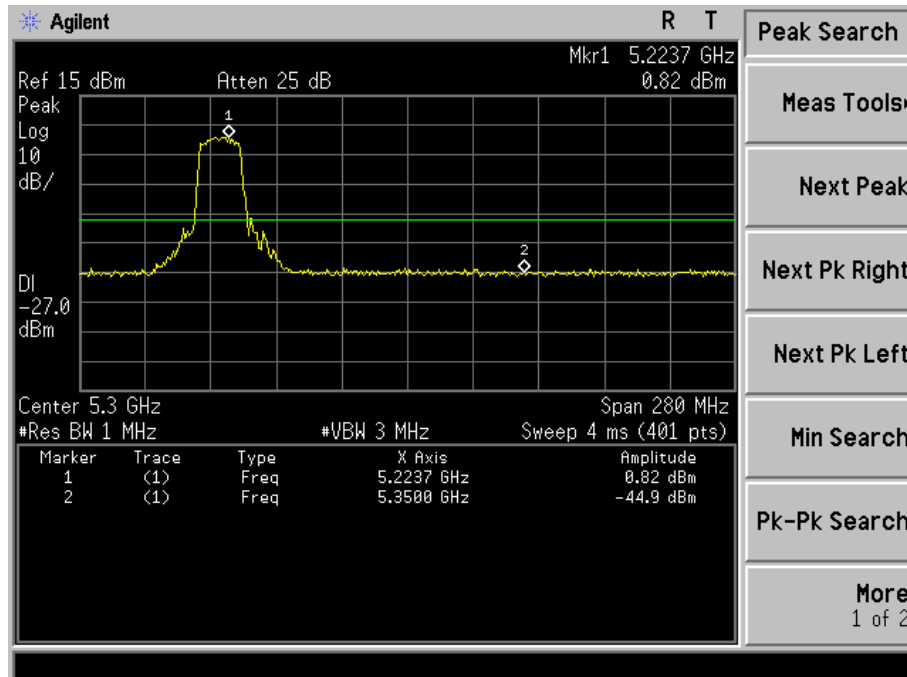 Agilent R T
Mkr1 5.2237 GHz
Ref 15 dBm Atten 25 dB 0.82 dBm
Peak
Log
10
dB/
1
2
DI
-27.0
dBm
Center 5.3 GHz Span 280 MHz
#Res BW 1 MHz #VBW 3 MHz Sweep 4 ms (401 pts)
Marker Trace Type X Axis Amplitude
1 (1) Freq 5.2237 GHz 0.82 dBm
2 (1) Freq 5.3500 GHz -44.9 dBm
Peak Search
Meas Tools
Next Peak
Next Pk Right
Next Pk Left
Min Search
Pk-Pk Search
More
1 of 2